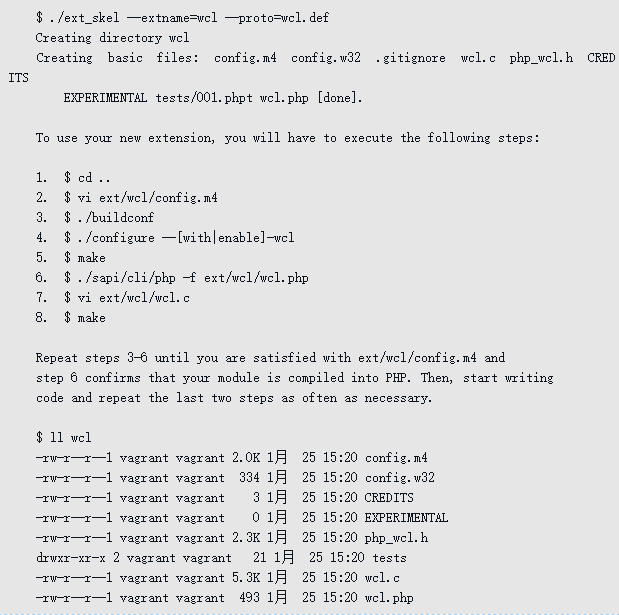 $ ./ext_skel --extname=wcl --proto=wcl.def
Creating directory wcl
Creating basic files: config.m4 config.w32 .gitignore wcl.c php_wcl.h CRED
ITS
EXPERIMENTAL tests/001.phpt wcl.php [done].
To use your new extension, you will have to execute the following steps:
1. $ cd ..
2. $ vi ext/wcl/config.m4
3. $ ./buildconf
4. $ ./configure --[with|enable]-wcl
5. $ make
6. $ ./sapi/cli/php -f ext/wcl/wcl.php
7. $ vi ext/wcl/wcl.c
8. $ make
Repeat steps 3-6 until you are satisfied with ext/wcl/config.m4 and
step 6 confirms that your module is compiled into PHP. Then, start writing
code and repeat the last two steps as often as necessary.
$ ll wcl
-rw-r--r--1 vagrant vagrant 2.0K 1月 25 15:20 config.m4
-rw-r--r--1 vagrant vagrant 334 1月 25 15:20 config.w32
-rw-r--r--1 vagrant vagrant 3 1月 25 15:20 CREDITS
-rw-r--r--1 vagrant vagrant 0 1月 25 15:20 EXPERIMENTAL
-rw-r--r--1 vagrant vagrant 2.3K 1月 25 15:20 php_wcl.h
drwxr-xr-x 2 vagrant vagrant 21 1月 25 15:20 tests
-rw-r--r--1 vagrant vagrant 5.3K 1月 25 15:20 wcl.c
-rw-r--r--1 vagrant vagrant 493 1月 25 15:20 wcl.php